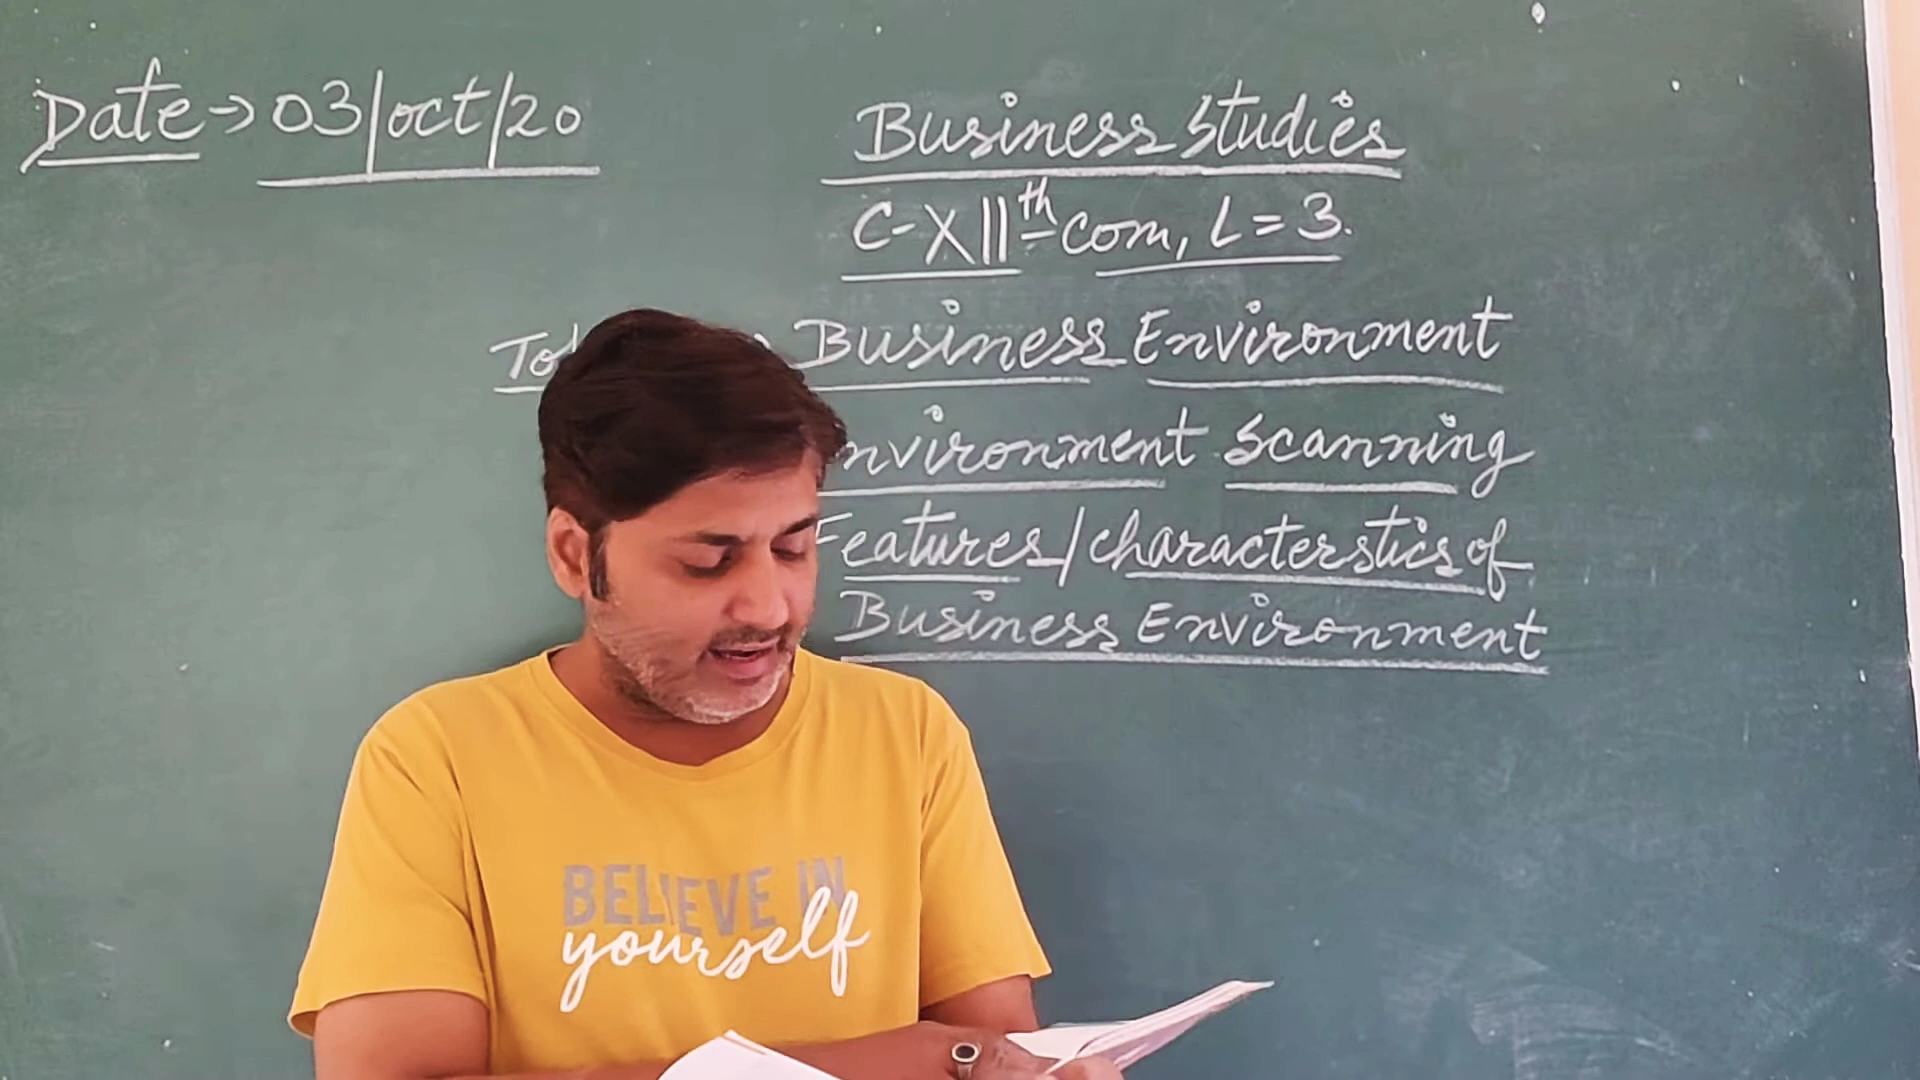 Date → 03/oct/20
Business Studies
C-XIIth com, L = 3.
Business Environment
nvironment Scanning
Features/characterstics of
Business Environment
BELIEVE IN
yourself